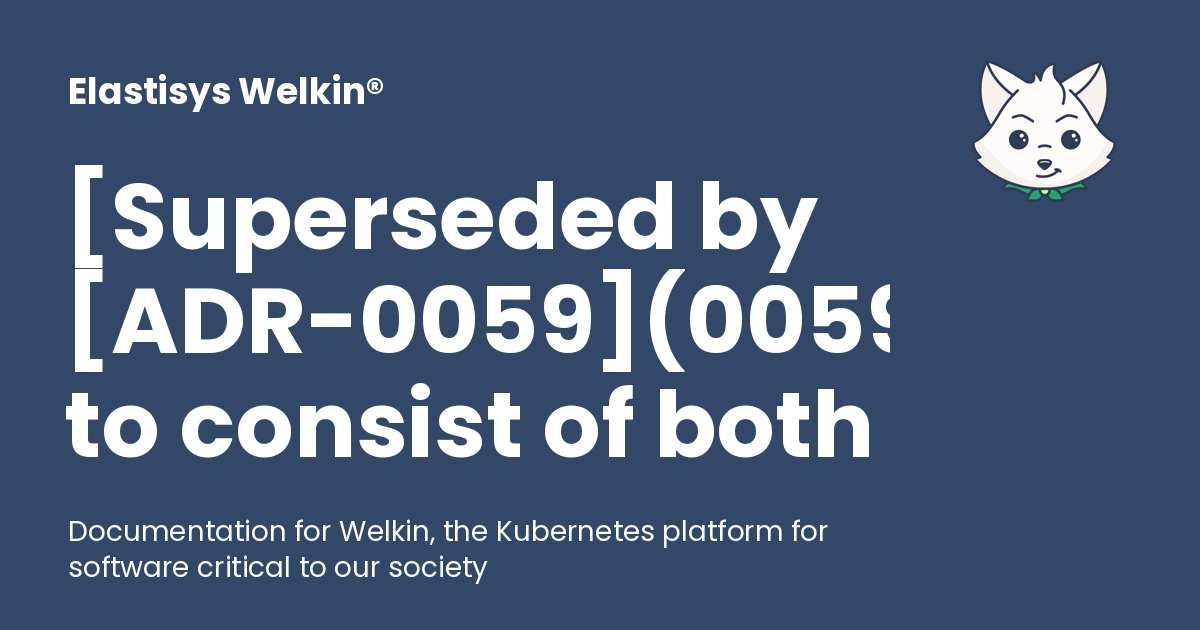 Elastisys Welkin®
[Superseded by
[ADR-0059](0059
to consist of both
Documentation for Welkin, the Kubernetes platform for
software critical to our society